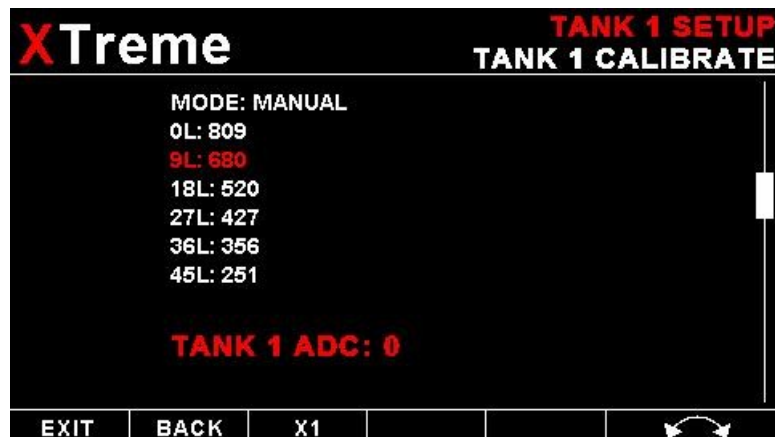 XTreme
TANK 1 SETUP
TANK 1 CALIBRATE
MODE: MANUAL
0L: 809
9L: 680
18L: 520
27L: 427
36L: 356
45L: 251
TANK 1 ADC: 0
EXIT BACK X1